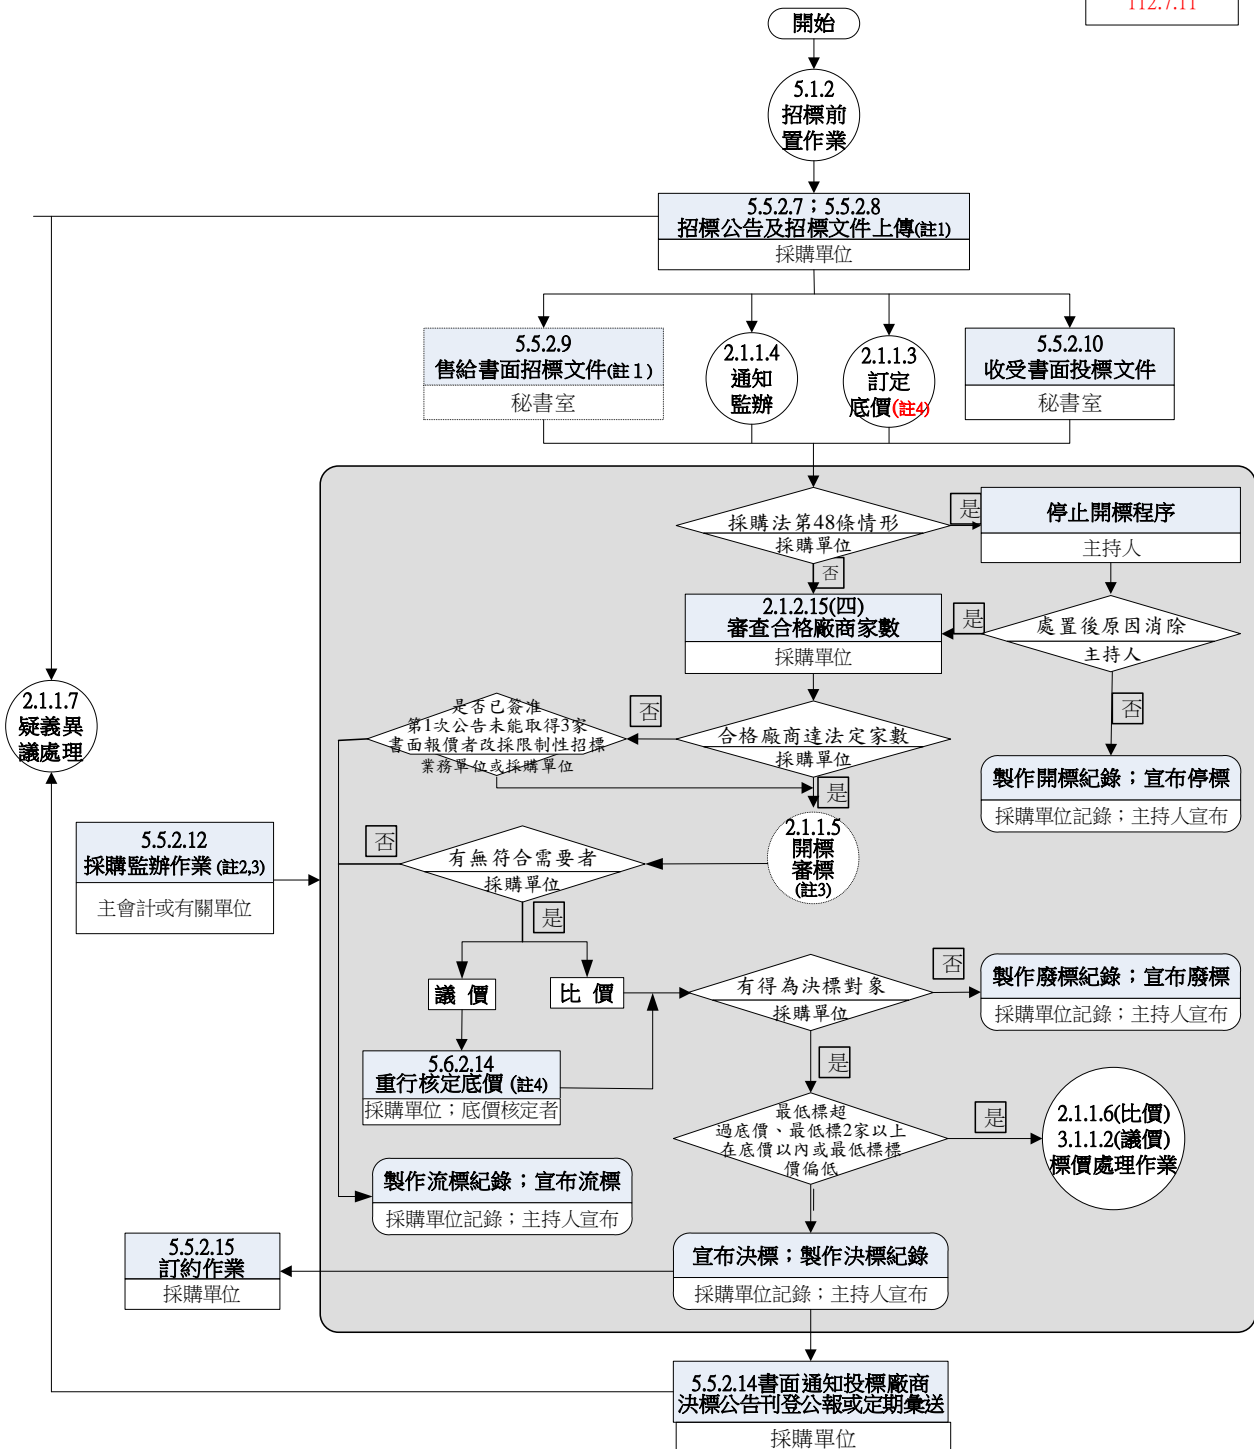 112.7.11
開始
5.1.2
招標前
置作業
5.5.2.7；5.5.2.8
招標公告及招標文件上傳(註1)
採購單位
5.5.2.9
售給書面招標文件(註１)
秘書室
2.1.1.4
通知
監辦
2.1.1.3
訂定
底價(註4)
5.5.2.10
收受書面投標文件
秘書室
採購法第48條情形
採購單位
是
停止開標程序
主持人
否
2.1.2.15(四)
審查合格廠商家數
採購單位
是
處置後原因消除
主持人
否
2.1.1.7
疑義異
議處理
是否已簽准
第1次公告未能取得3家
書面報價者改採限制性招標
業務單位或採購單位
否
合格廠商達法定家數
採購單位
是
製作開標紀錄；宣布停標
採購單位記錄；主持人宣布
5.5.2.12
採購監辦作業(註2,3)
主會計或有關單位
否
有無符合需要者
採購單位
是
2.1.1.5
開標
審標
(註3)
議 價
比 價
有得為決標對象
採購單位
否
製作廢標紀錄；宣布廢標
採購單位記錄；主持人宣布
5.6.2.14
重行核定底價(註4)
採購單位；底價核定者
是
最低標超
過底價、最低標2家以上
在底價以內或最低標標
價偏低
是
2.1.1.6(比價)
3.1.1.2(議價)
標價處理作業
製作流標紀錄；宣布流標
採購單位記錄；主持人宣布
5.5.2.15
訂約作業
採購單位
宣布決標；製作決標紀錄
採購單位記錄；主持人宣布
5.5.2.14書面通知投標廠商
決標公告刊登公報或定期彙送
採購單位